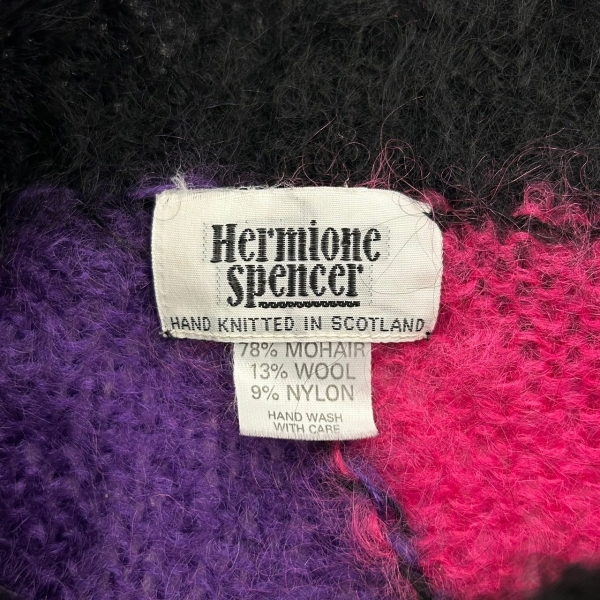 Hermione
Spencer
HAND KNITTED IN SCOTLAND
78% MOHAIR
13% WOOL
9% NYLON
HAND WASH
WITH CARE